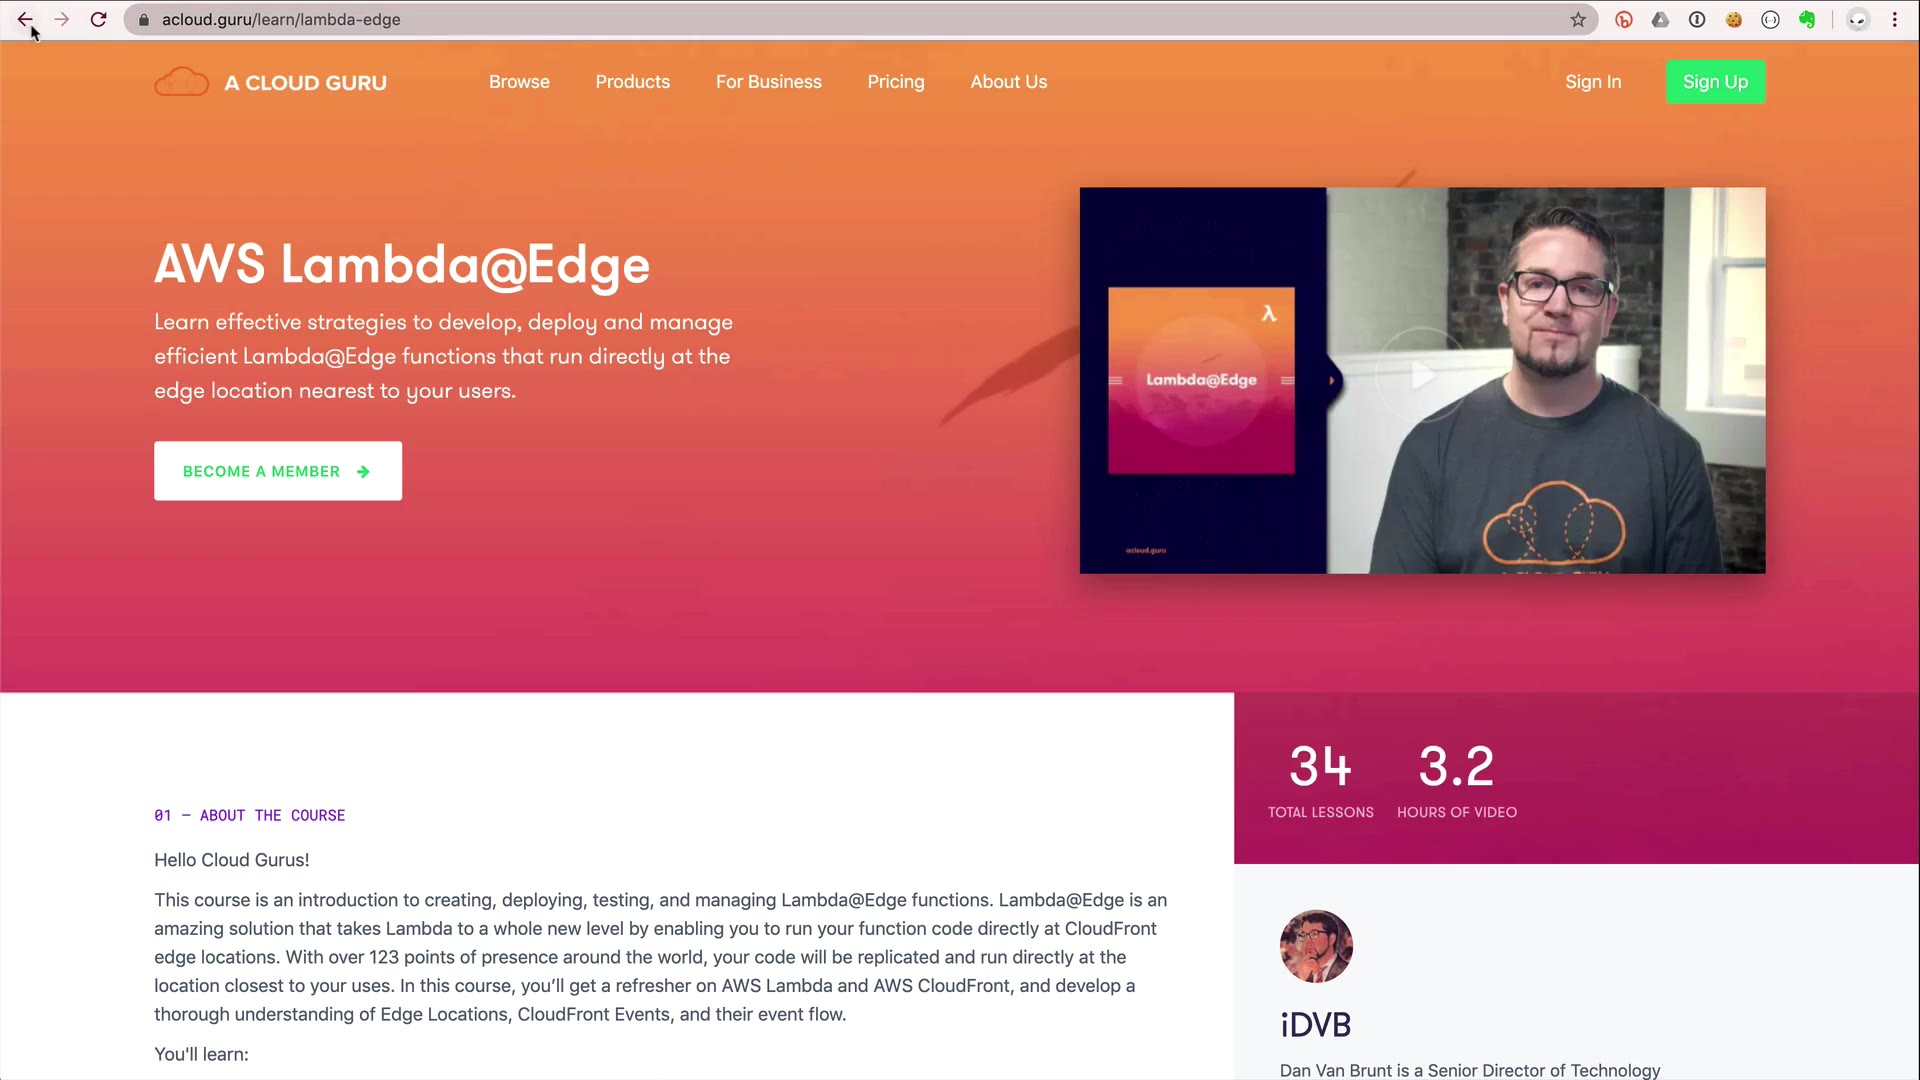 acloud.guru/learn/lambda-edge
A CLOUD GURU
Browse
Products
For Business
Pricing
About Us
Sign In
Sign Up
AWS Lambda@Edge
Learn effective strategies to develop, deploy and manage
efficient Lambda@Edge functions that run directly at the
edge location nearest to your users.
BECOME A MEMBER
λ
Lambda@Edge
acloud.guru
34
TOTAL LESSONS
3.2
HOURS OF VIDEO
01 – ABOUT THE COURSE
Hello Cloud Gurus!
This course is an introduction to creating, deploying, testing, and managing Lambda@Edge functions. Lambda@Edge is an
amazing solution that takes Lambda to a whole new level by enabling you to run your function code directly at CloudFront
edge locations. With over 123 points of presence around the world, your code will be replicated and run directly at the
location closest to your uses. In this course, you’ll get a refresher on AWS Lambda and AWS CloudFront, and develop a
thorough understanding of Edge Locations, CloudFront Events, and their event flow.
You'll learn:
iDVB
Dan Van Brunt is a Senior Director of Technology